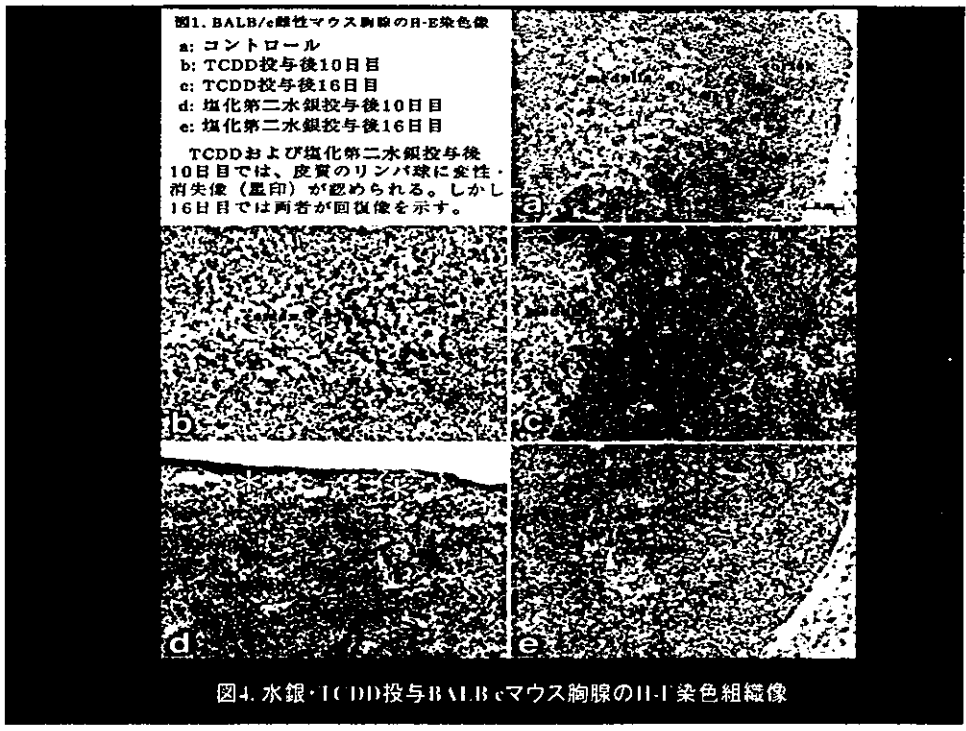 図1. BALB/c雌性マウス胸腺のH-E染色像
a: コントロール
b: TCDD投与後10日目
c: TCDD投与後16日目
d: 塩化第二水銀投与後10日目
e: 塩化第二水銀投与後16日目
TCDDおよび塩化第二水銀投与後
10日目では、皮質のリンパ球に変性・
消失像（星印）が認められる。しかし
16日目では両者が回復像を示す。
medulla
a
b
c
d
e
図4. 水銀・TCDD投与BALB/cマウス胸腺のH-E染色組織像